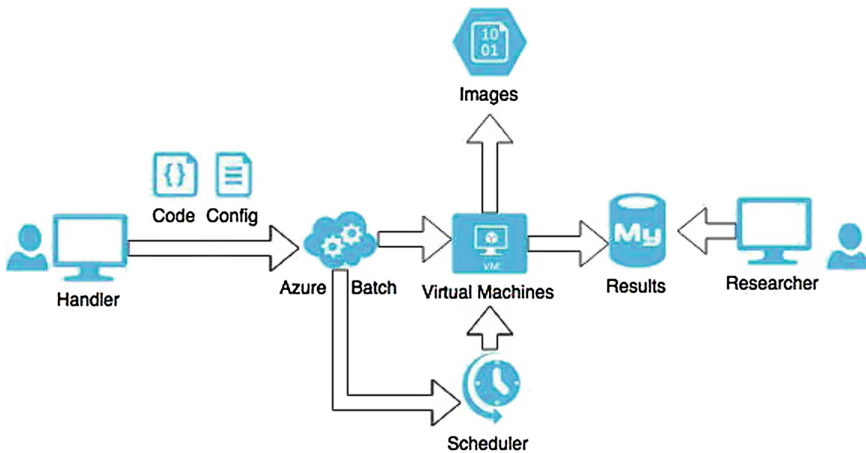 10
01
Images
Code Config
My
VM
Handler
Azure Batch
Virtual Machines
Results
Researcher
Scheduler